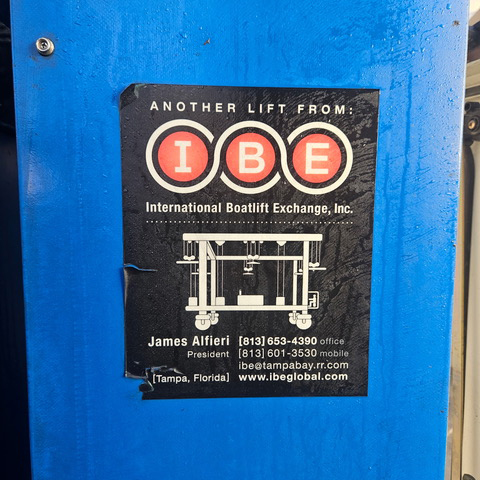 ANOTHER LIFT FROM:
IBE
International Boatlift Exchange, Inc.
James Alfieri [813] 653-4390 office
President [813] 601-3530 mobile
ibe@tampabay.rr.com
[Tampa, Florida] www.ibeglobal.com